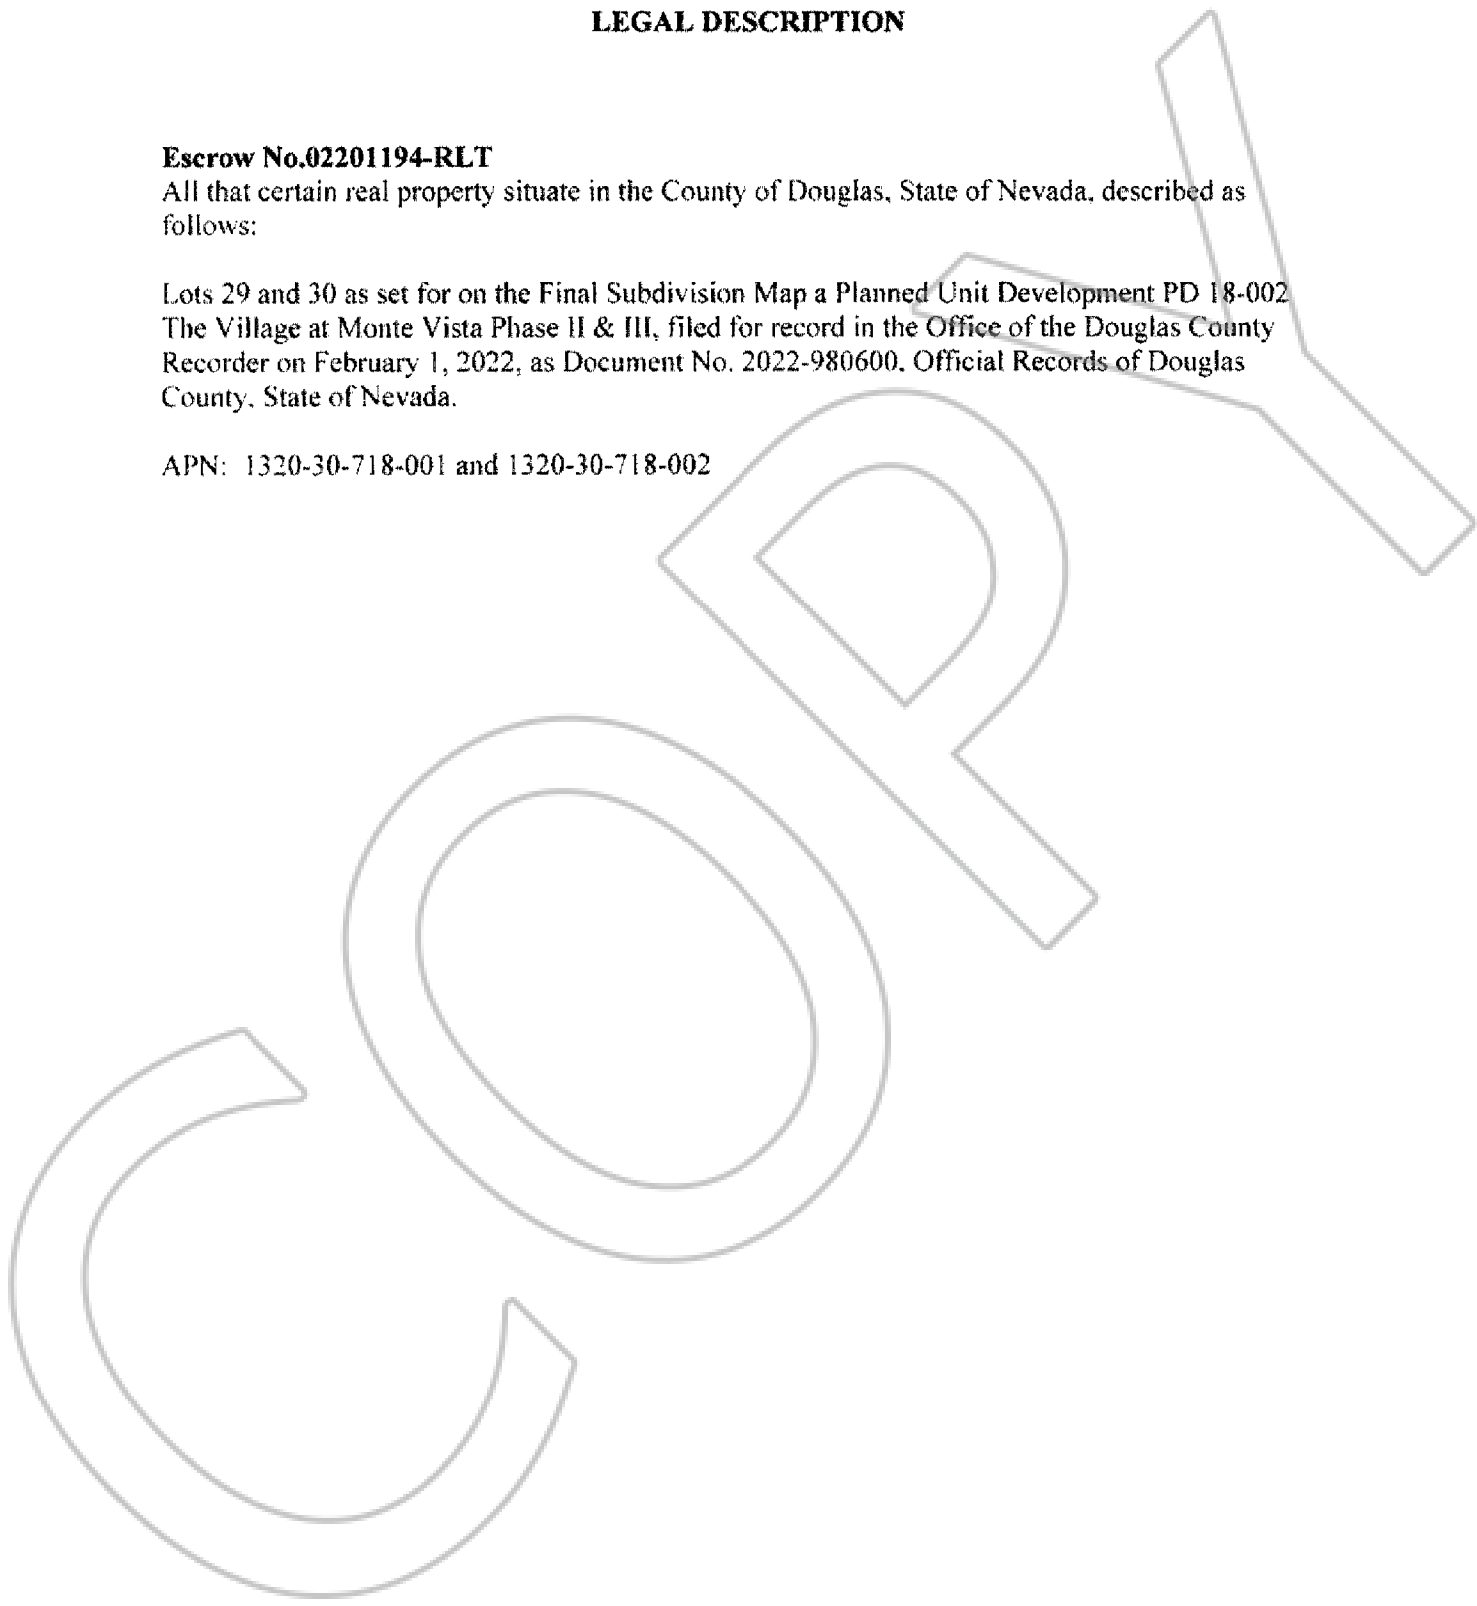 LEGAL DESCRIPTION
Escrow No.02201194-RLT
All that certain real property situate in the County of Douglas, State of Nevada, described as
follows:
Lots 29 and 30 as set for on the Final Subdivision Map a Planned Unit Development PD 18-002
The Village at Monte Vista Phase II & III, filed for record in the Office of the Douglas County
Recorder on February 1, 2022, as Document No. 2022-980600, Official Records of Douglas
County, State of Nevada.
APN: 1320-30-718-001 and 1320-30-718-002
COPY